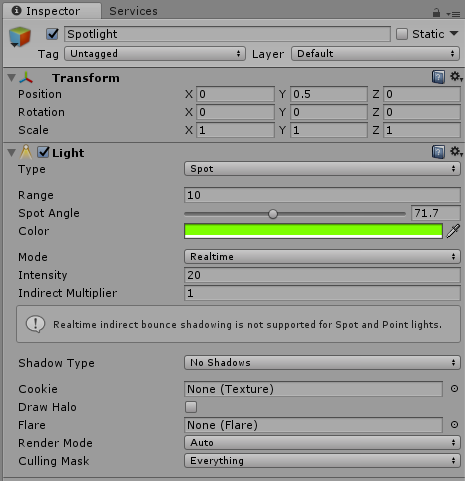 Inspector Services
Spotlight Static
Tag Untagged Layer Default
Transform
Position X 0 Y 0.5 Z 0
Rotation X 0 Y 0 Z 0
Scale X 1 Y 1 Z 1
Light
Type Spot
Range 10
Spot Angle 71.7
Color
Mode Realtime
Intensity 20
Indirect Multiplier 1
Realtime indirect bounce shadowing is not supported for Spot and Point lights.
Shadow Type No Shadows
Cookie None (Texture)
Draw Halo
Flare None (Flare)
Render Mode Auto
Culling Mask Everything